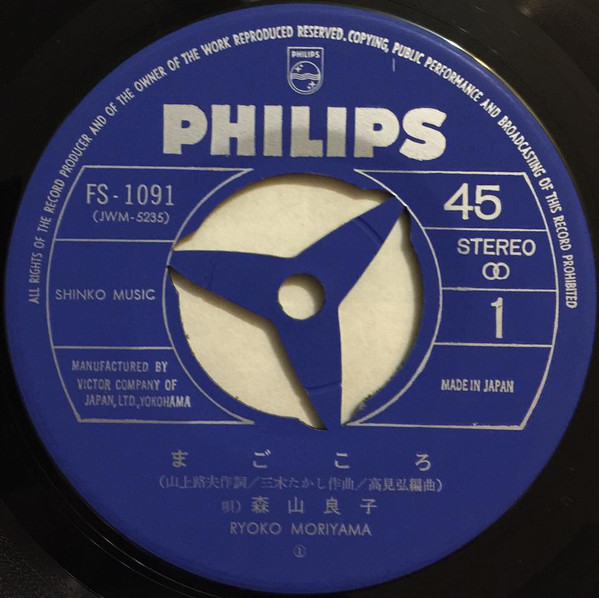 ALL RIGHTS OF THE RECORD PRODUCER AND OF THE OWNER OF THE WORK REPRODUCED RESERVED. COPYING, PUBLIC PERFORMANCE AND BROADCASTING OF THIS RECORD PROHIBITED
PHILIPS
PHILIPS
FS-1091
(JWM-5235)
45
STEREO
SHINKO MUSIC
1
MANUFACTURED BY
VICTOR COMPANY OF
JAPAN, LTD., YOKOHAMA
MADE IN JAPAN
まごころ
(山上路夫作詞/三木たかし作曲/高見弘編曲)
唄) 森山良子
RYOKO MORIYAMA
①